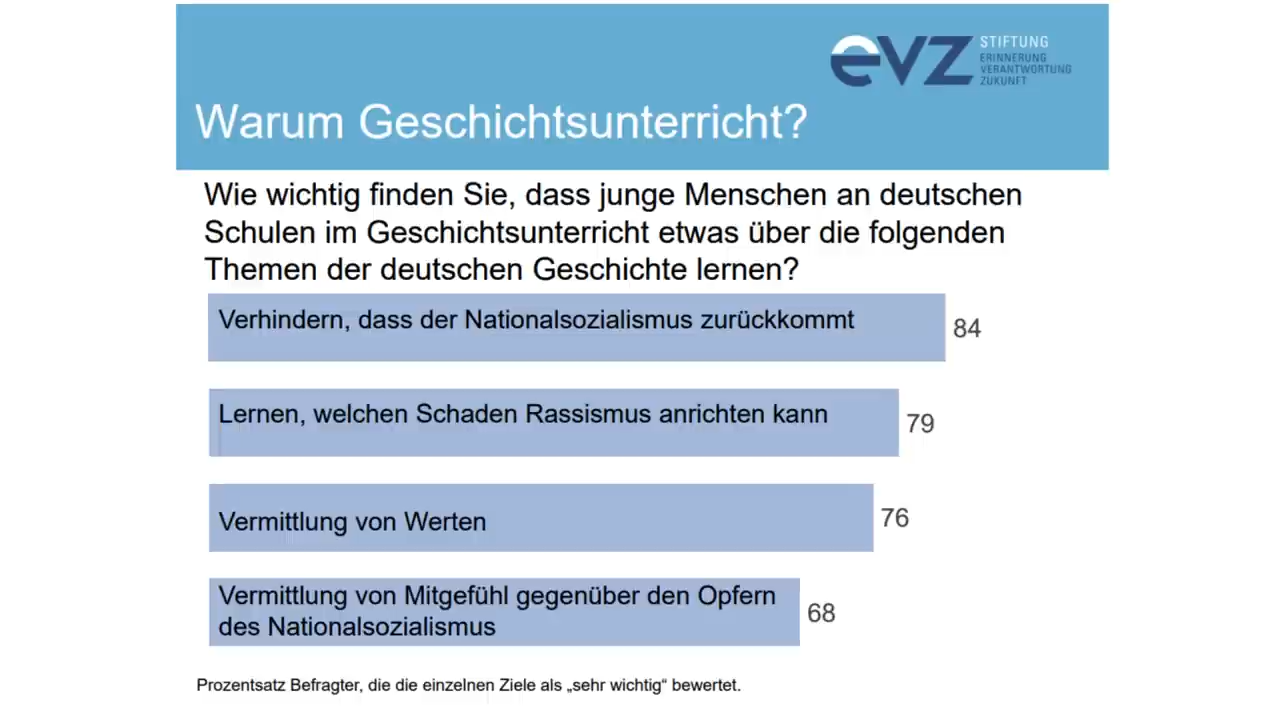 eVZ STIFTUNG
ERINNERUNG
VERANTWORTUNG
ZUKUNFT
Warum Geschichtsunterricht?
Wie wichtig finden Sie, dass junge Menschen an deutschen
Schulen im Geschichtsunterricht etwas über die folgenden
Themen der deutschen Geschichte lernen?
Verhindern, dass der Nationalsozialismus zurückkommt 84
Lernen, welchen Schaden Rassismus anrichten kann 79
Vermittlung von Werten 76
Vermittlung von Mitgefühl gegenüber den Opfern
des Nationalsozialismus 68
Prozentsatz Befragter, die die einzelnen Ziele als „sehr wichtig“ bewertet.